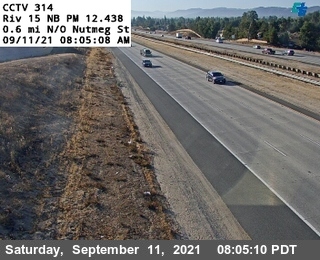 CCTV 314
Riv 15 NB PM 12.438
0.6 mi N/O Nutmeg St
09/11/21 08:05:08 AM
Saturday, September 11, 2021 08:05:10 PDT